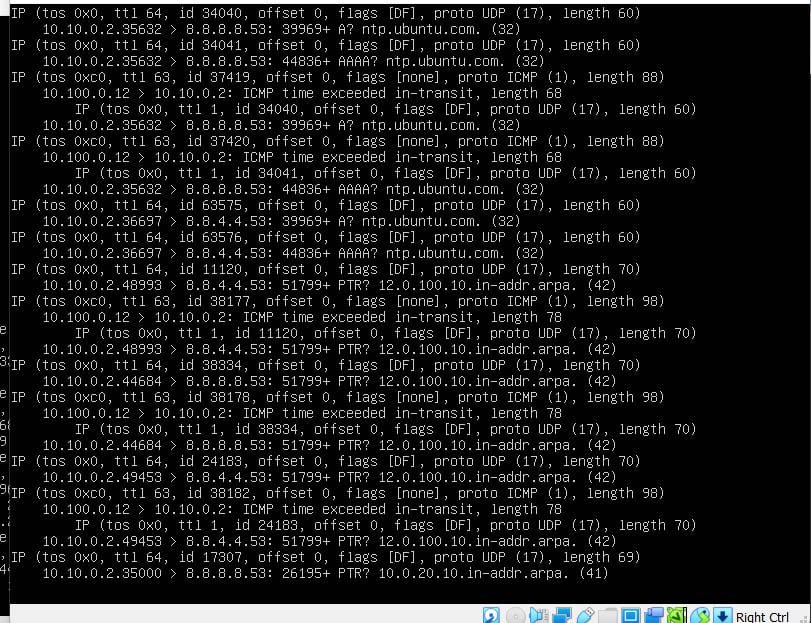 IP (tos 0x0, ttl 64, id 34040, offset 0, flags [DF], proto UDP (17), length 60)
10.10.0.2.35632 > 8.8.8.8.53: 39969+ A? ntp.ubuntu.com. (32)
IP (tos 0x0, ttl 64, id 34041, offset 0, flags [DF], proto UDP (17), length 60)
10.10.0.2.35632 > 8.8.8.8.53: 44836+ AAAA? ntp.ubuntu.com. (32)
IP (tos 0xc0, ttl 63, id 37419, offset 0, flags [none], proto ICMP (1), length 88)
10.100.0.12 > 10.10.0.2: ICMP time exceeded in-transit, length 68
IP (tos 0x0, ttl 1, id 34040, offset 0, flags [DF], proto UDP (17), length 60)
10.10.0.2.35632 > 8.8.8.8.53: 39969+ A? ntp.ubuntu.com. (32)
IP (tos 0xc0, ttl 63, id 37420, offset 0, flags [none], proto ICMP (1), length 88)
10.100.0.12 > 10.10.0.2: ICMP time exceeded in-transit, length 68
IP (tos 0x0, ttl 1, id 34041, offset 0, flags [DF], proto UDP (17), length 60)
10.10.0.2.35632 > 8.8.8.8.53: 44836+ AAAA? ntp.ubuntu.com. (32)
IP (tos 0x0, ttl 64, id 63575, offset 0, flags [DF], proto UDP (17), length 60)
10.10.0.2.36697 > 8.8.4.4.53: 39969+ A? ntp.ubuntu.com. (32)
IP (tos 0x0, ttl 64, id 63576, offset 0, flags [DF], proto UDP (17), length 60)
10.10.0.2.36697 > 8.8.4.4.53: 44836+ AAAA? ntp.ubuntu.com. (32)
IP (tos 0x0, ttl 64, id 11120, offset 0, flags [DF], proto UDP (17), length 70)
10.10.0.2.48993 > 8.8.4.4.53: 51799+ PTR? 12.0.100.10.in-addr.arpa. (42)
IP (tos 0xc0, ttl 63, id 38177, offset 0, flags [none], proto ICMP (1), length 98)
10.100.0.12 > 10.10.0.2: ICMP time exceeded in-transit, length 78
IP (tos 0x0, ttl 1, id 11120, offset 0, flags [DF], proto UDP (17), length 70)
10.10.0.2.48993 > 8.8.4.4.53: 51799+ PTR? 12.0.100.10.in-addr.arpa. (42)
IP (tos 0x0, ttl 64, id 38334, offset 0, flags [DF], proto UDP (17), length 70)
10.10.0.2.44684 > 8.8.8.8.53: 51799+ PTR? 12.0.100.10.in-addr.arpa. (42)
IP (tos 0xc0, ttl 63, id 38178, offset 0, flags [none], proto ICMP (1), length 98)
10.100.0.12 > 10.10.0.2: ICMP time exceeded in-transit, length 78
IP (tos 0x0, ttl 1, id 38334, offset 0, flags [DF], proto UDP (17), length 70)
10.10.0.2.44684 > 8.8.8.8.53: 51799+ PTR? 12.0.100.10.in-addr.arpa. (42)
IP (tos 0x0, ttl 64, id 24183, offset 0, flags [DF], proto UDP (17), length 70)
10.10.0.2.49453 > 8.8.4.4.53: 51799+ PTR? 12.0.100.10.in-addr.arpa. (42)
IP (tos 0xc0, ttl 63, id 38182, offset 0, flags [none], proto ICMP (1), length 98)
10.100.0.12 > 10.10.0.2: ICMP time exceeded in-transit, length 78
IP (tos 0x0, ttl 1, id 24183, offset 0, flags [DF], proto UDP (17), length 70)
10.10.0.2.49453 > 8.8.4.4.53: 51799+ PTR? 12.0.100.10.in-addr.arpa. (42)
IP (tos 0x0, ttl 64, id 17307, offset 0, flags [DF], proto UDP (17), length 69)
10.10.0.2.35000 > 8.8.8.8.53: 26195+ PTR? 10.0.20.10.in-addr.arpa. (41)
Right Ctrl